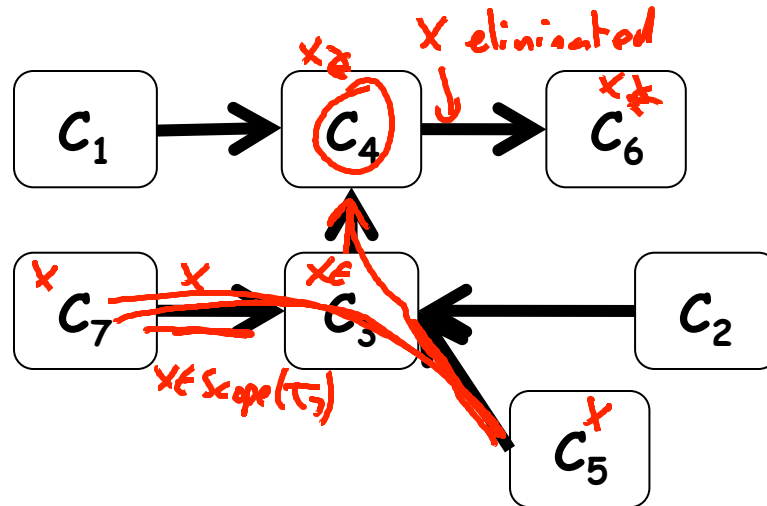 X eliminated
X∉
C₁
C₄
X∉
C₆
X
C₇
X
X∈
C₃
C₂
X∈Scope(τ₇)
X
C₅